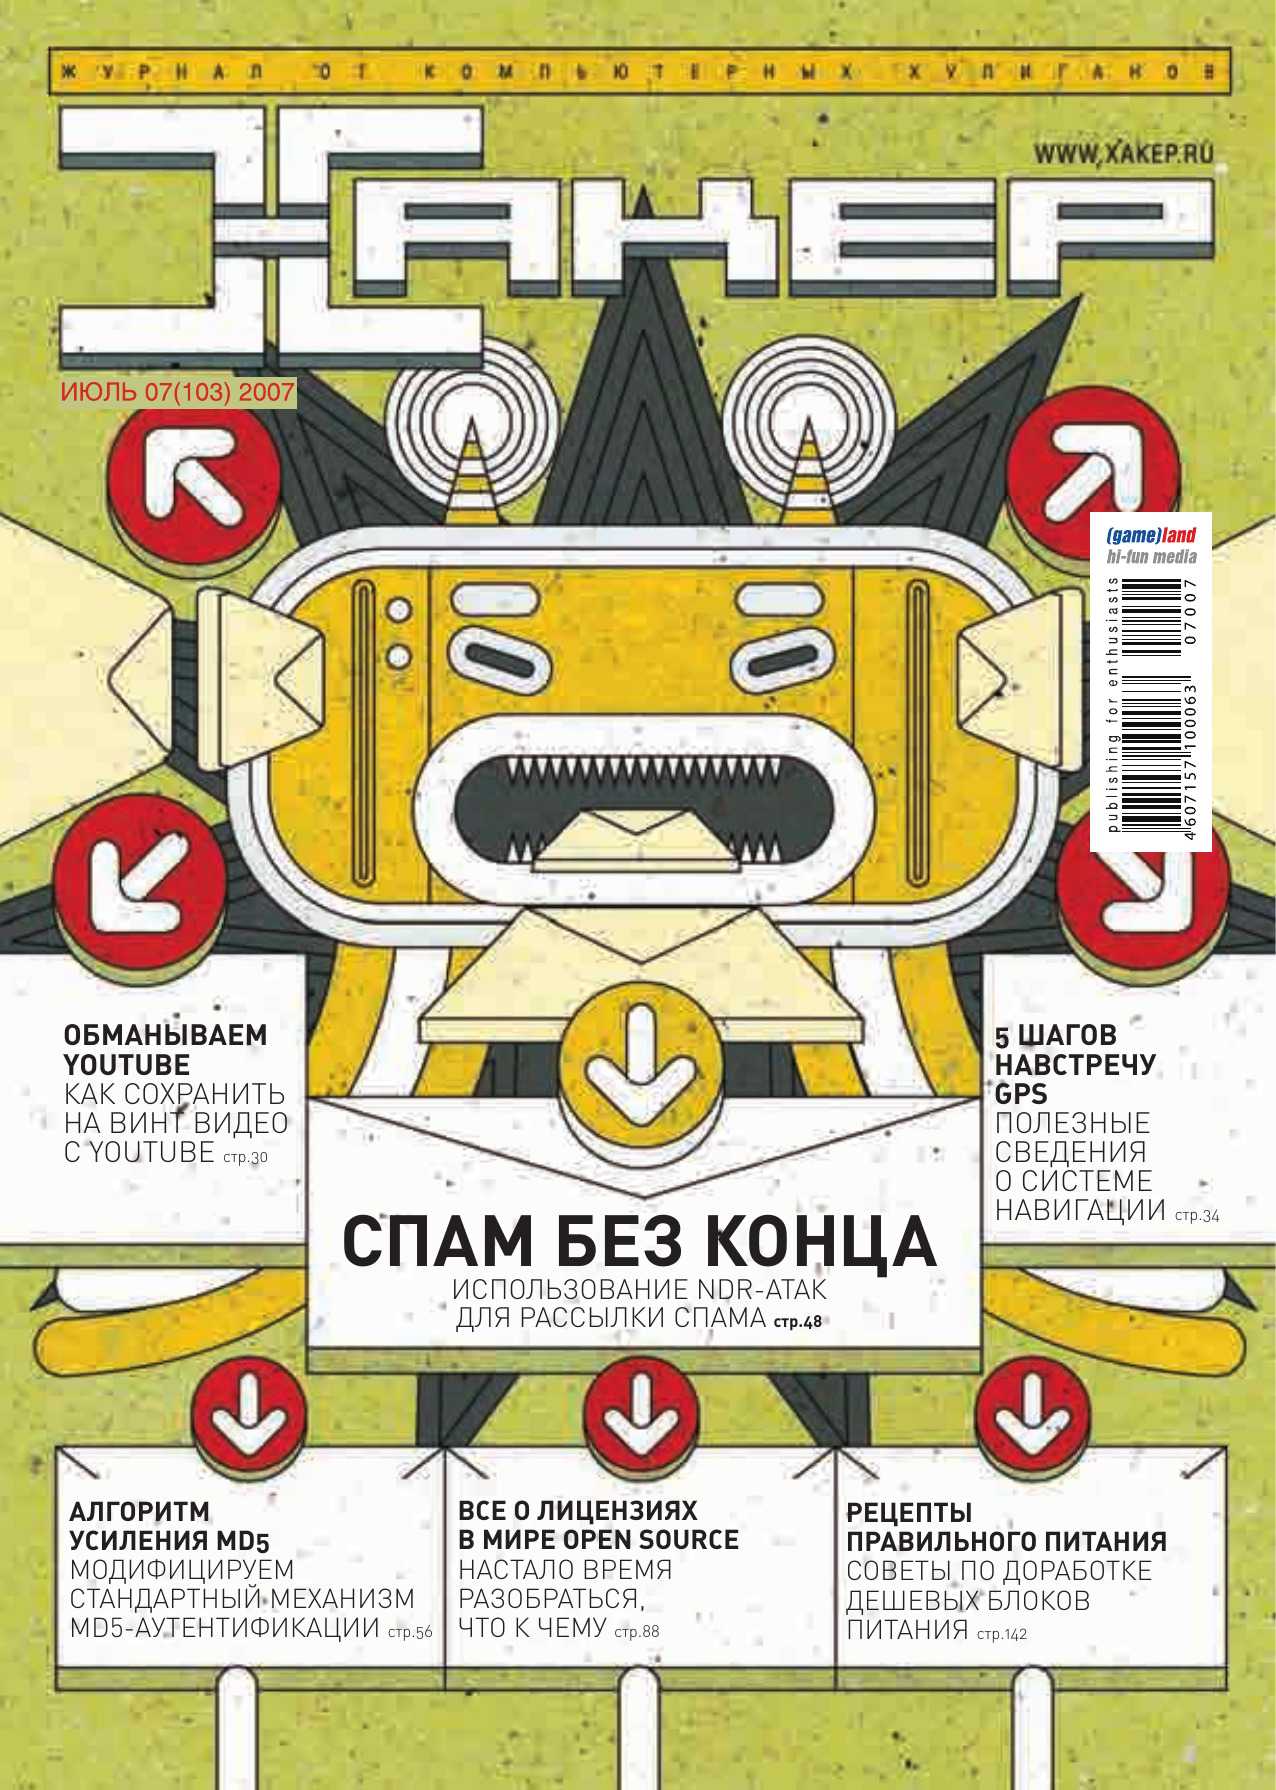 ЖУРНАЛ ОТ КОМПЬЮТЕРНЫХ ХУЛИГАНОВ
WWW.XAKEP.RU
ХАКЕР
ИЮЛЬ 07(103) 2007
(game)land
hi-fun media
publishing for enthusiasts
4607157100063
07007
ОБМАНЫВАЕМ
YOUTUBE
КАК СОХРАНИТЬ
НА ВИНТ ВИДЕО
С YOUTUBE стр.30
5 ШАГОВ
НАВСТРЕЧУ
GPS
ПОЛЕЗНЫЕ
СВЕДЕНИЯ
О СИСТЕМЕ
НАВИГАЦИИ стр.34
СПАМ БЕЗ КОНЦА
ИСПОЛЬЗОВАНИЕ NDR-АТАК
ДЛЯ РАССЫЛКИ СПАМА стр.48
АЛГОРИТМ
УСИЛЕНИЯ MD5
МОДИФИЦИРУЕМ
СТАНДАРТНЫЙ МЕХАНИЗМ
MD5-АУТЕНТИФИКАЦИИ стр.56
ВСЕ О ЛИЦЕНЗИЯХ
В МИРЕ OPEN SOURCE
НАСТАЛО ВРЕМЯ
РАЗОБРАТЬСЯ,
ЧТО К ЧЕМУ стр.88
РЕЦЕПТЫ
ПРАВИЛЬНОГО ПИТАНИЯ
СОВЕТЫ ПО ДОРАБОТКЕ
ДЕШЕВЫХ БЛОКОВ
ПИТАНИЯ стр.142